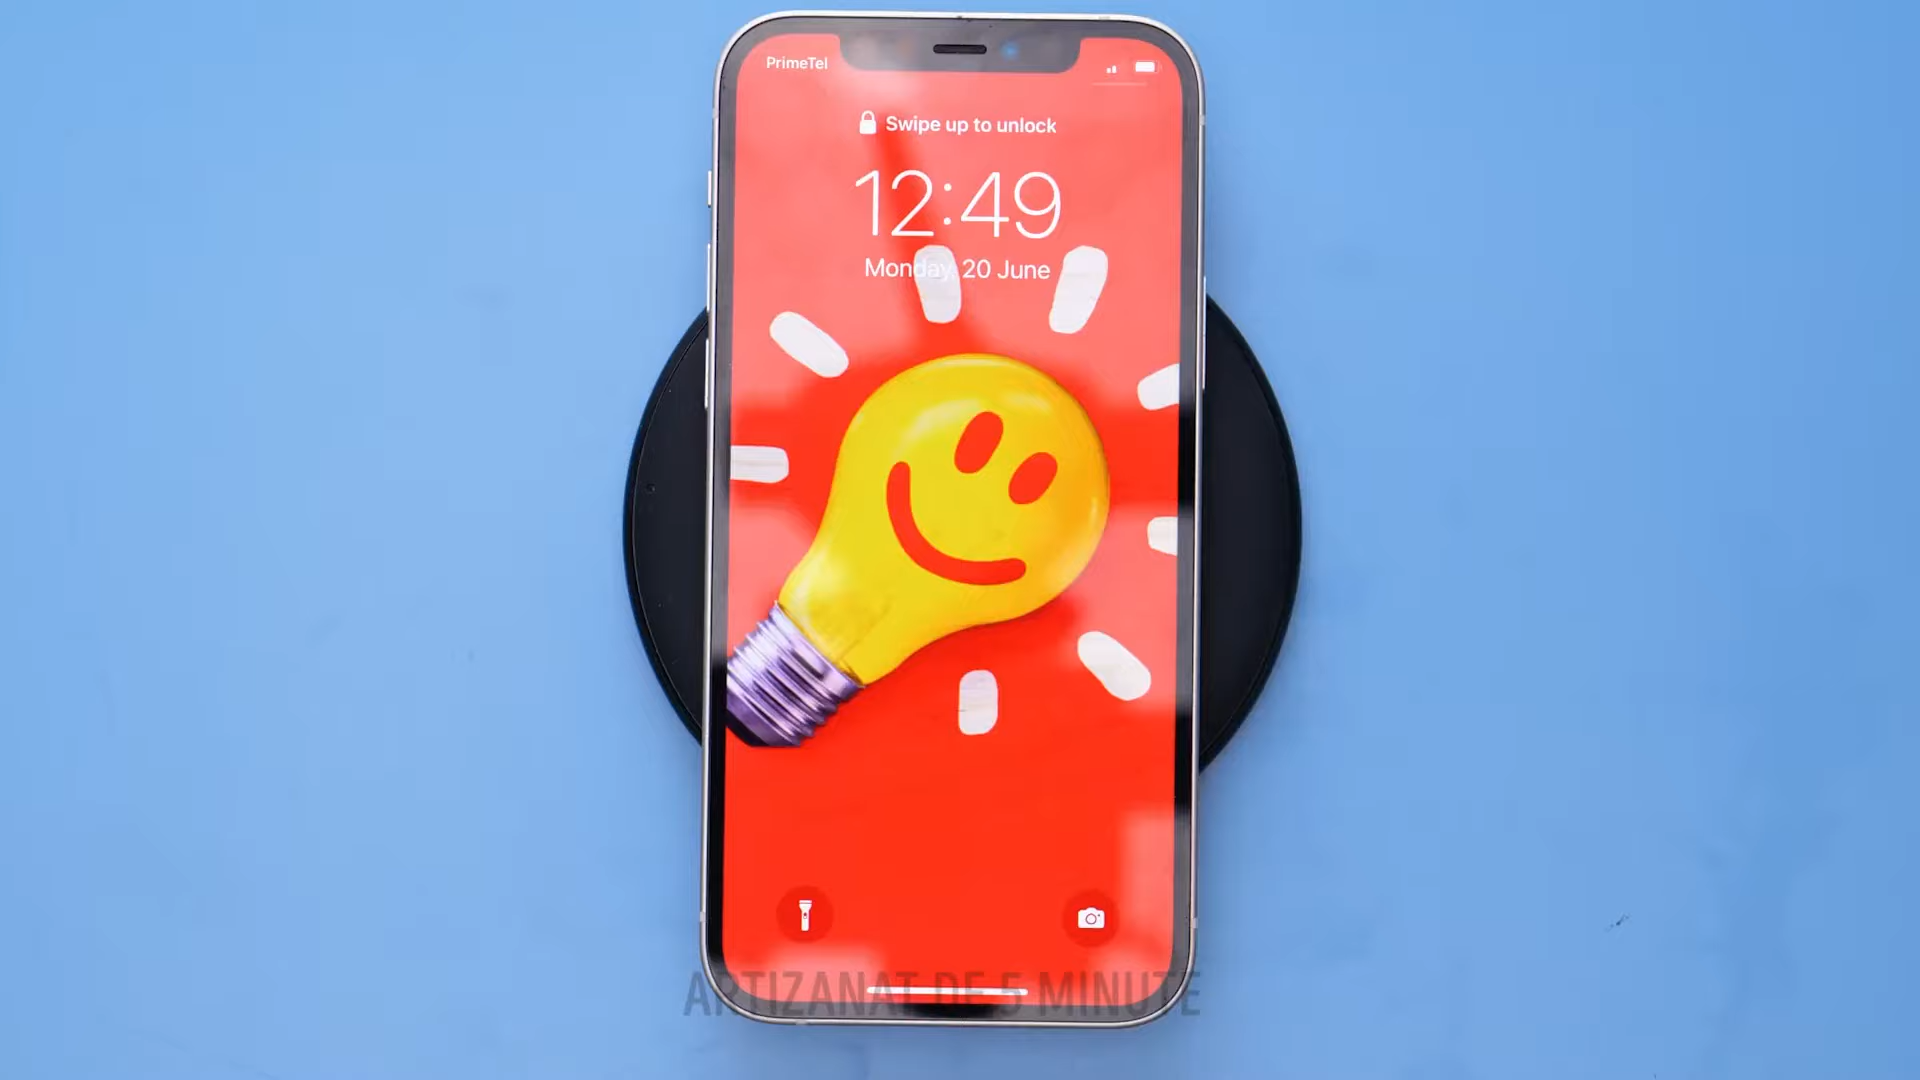 PrimeTel
Swipe up to unlock
12:49
Monday, 20 June
ARTIZANAT DE 5 MINUTE